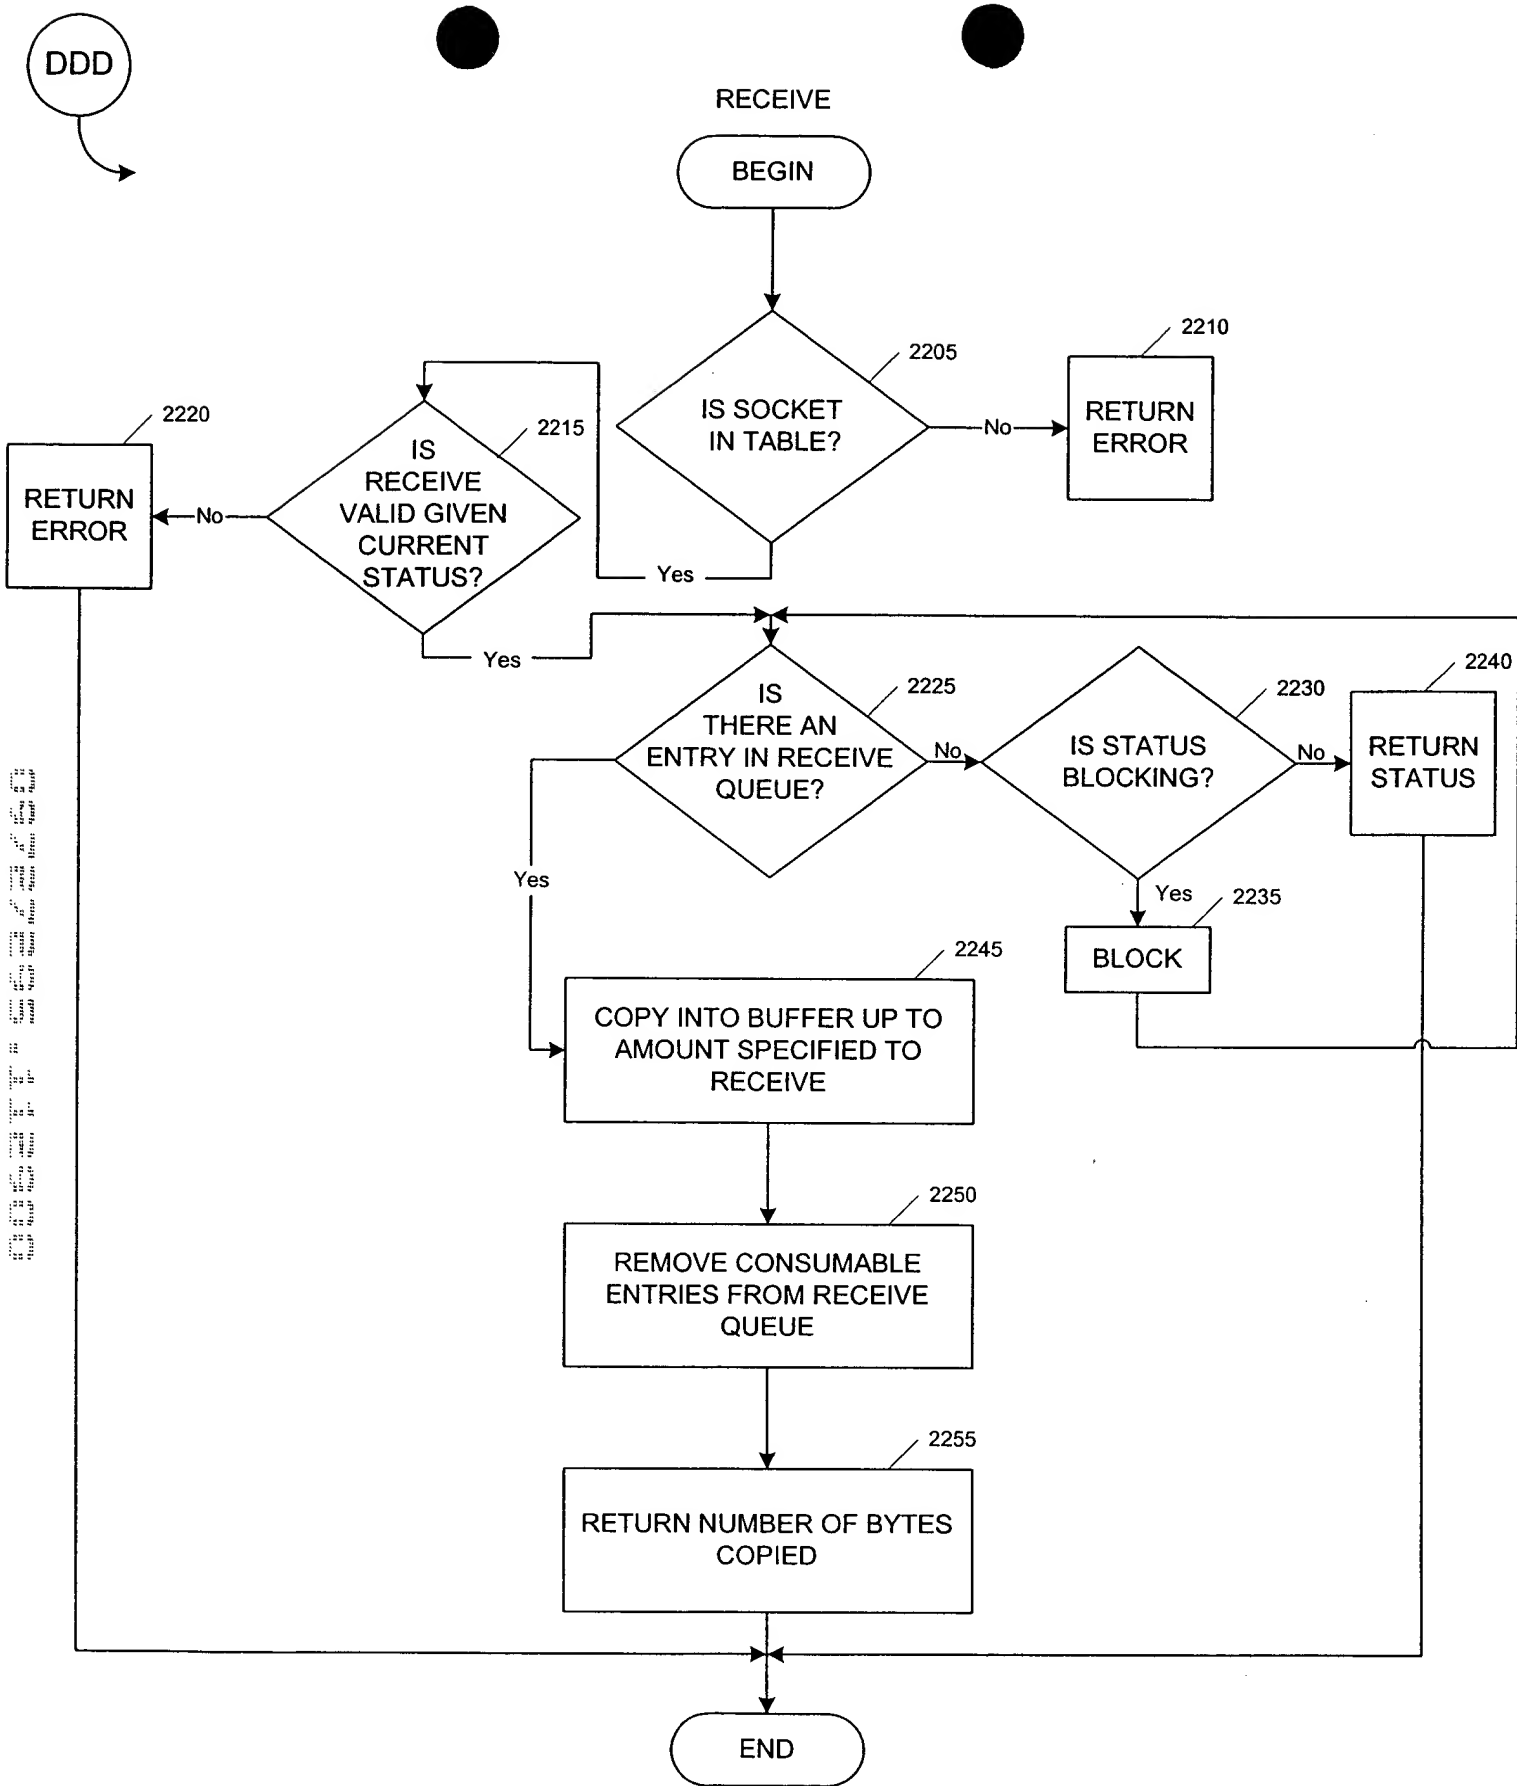 DDD
RECEIVE
BEGIN
2205
IS SOCKET
IN TABLE?
No
2210
RETURN
ERROR
Yes
2215
IS
RECEIVE
VALID GIVEN
CURRENT
STATUS?
No
2220
RETURN
ERROR
Yes
2225
IS
THERE AN
ENTRY IN RECEIVE
QUEUE?
No
2230
IS STATUS
BLOCKING?
No
2240
RETURN
STATUS
Yes
2235
BLOCK
Yes
2245
COPY INTO BUFFER UP TO
AMOUNT SPECIFIED TO
RECEIVE
2250
REMOVE CONSUMABLE
ENTRIES FROM RECEIVE
QUEUE
2255
RETURN NUMBER OF BYTES
COPIED
END